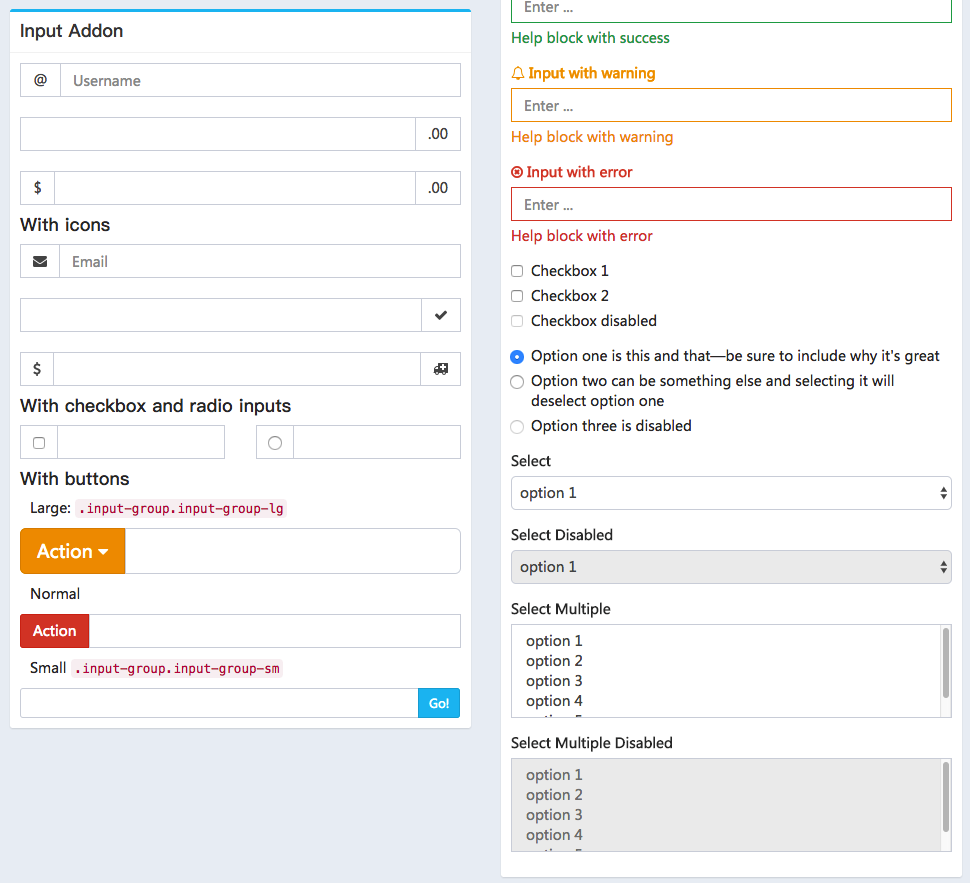 Input Addon
@ Username
.00
$ .00
With icons
Email
$
With checkbox and radio inputs
With buttons
Large: .input-group.input-group-lg
Action
Normal
Action
Small .input-group.input-group-sm
Go!
Enter ...
Help block with success
Input with warning
Enter ...
Help block with warning
Input with error
Enter ...
Help block with error
Checkbox 1
Checkbox 2
Checkbox disabled
Option one is this and that—be sure to include why it's great
Option two can be something else and selecting it will
deselect option one
Option three is disabled
Select
option 1
Select Disabled
option 1
Select Multiple
option 1
option 2
option 3
option 4
Select Multiple Disabled
option 1
option 2
option 3
option 4